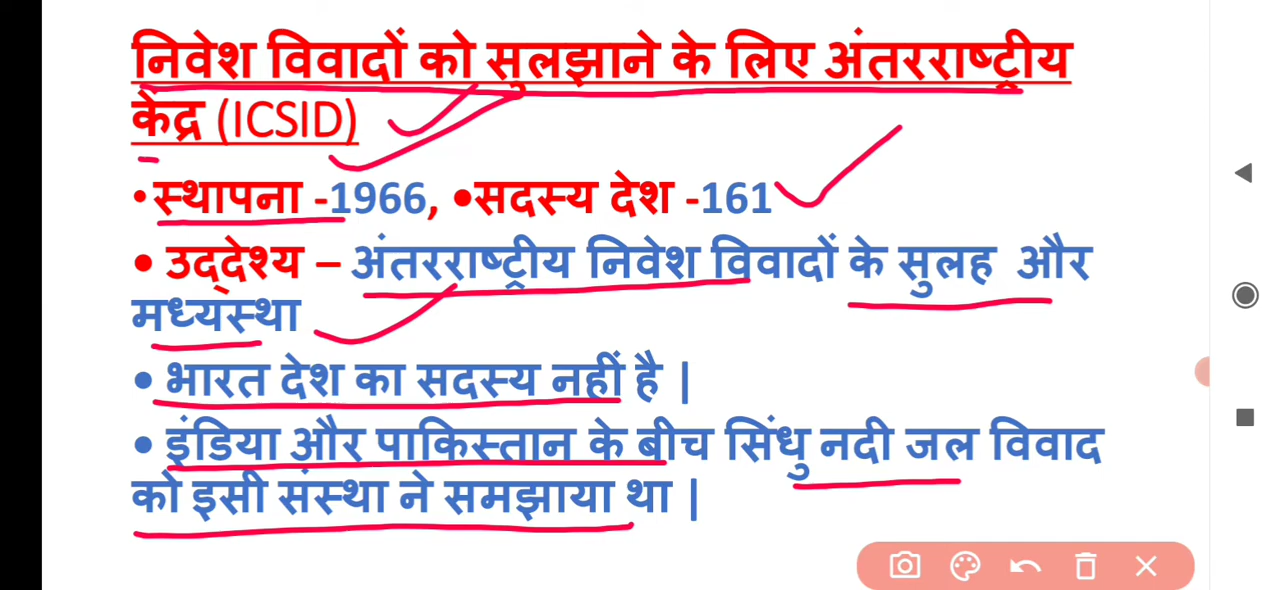 निवेश विवादों को सुलझाने के लिए अंतरराष्ट्रीय
केंद्र (ICSID)
•स्थापना -1966, •सदस्य देश -161
• उद्देश्य – अंतरराष्ट्रीय निवेश विवादों के सुलह और
मध्यस्था
• भारत देश का सदस्य नहीं है |
• इंडिया और पाकिस्तान के बीच सिंधु नदी जल विवाद
को इसी संस्था ने समझाया था |